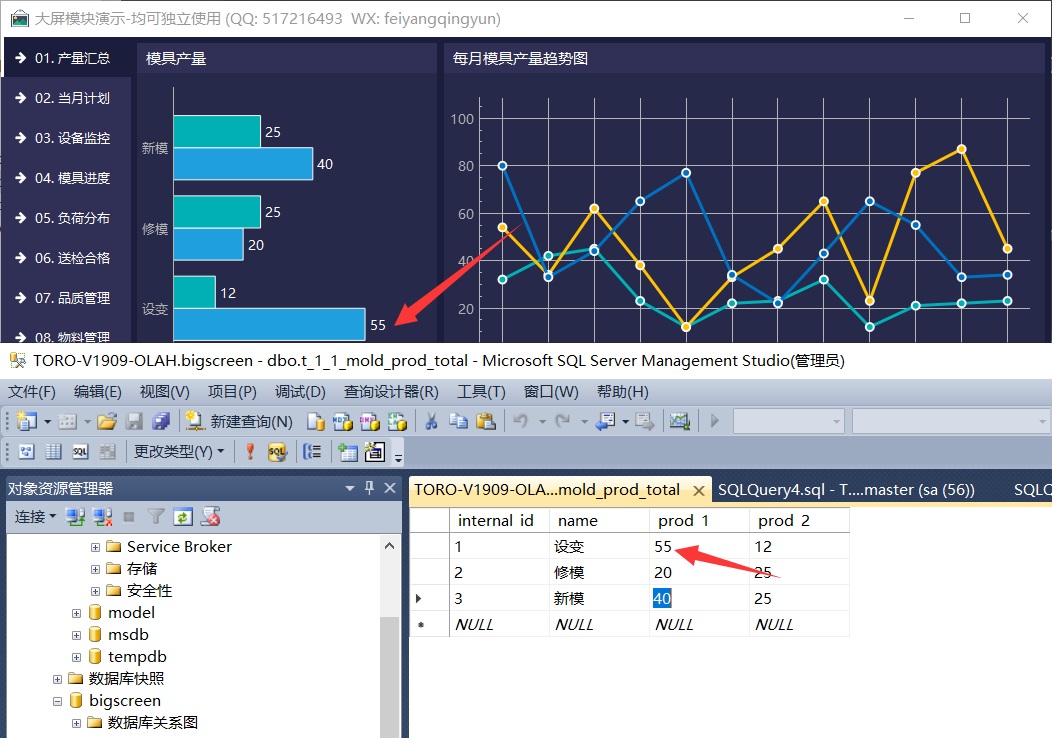 大屏模块演示-均可独立使用 (QQ: 517216493  WX: feiyangqingyun)
01. 产量汇总
02. 当月计划
03. 设备监控
04. 模具进度
05. 负荷分布
06. 送检合格
07. 品质管理
08. 物料管理
模具产量
新模
25
40
修模
25
20
设变
12
55
每月模具产量趋势图
100
80
60
40
20
TORO-V1909-OLAH.bigscreen - dbo.t_1_1_mold_prod_total - Microsoft SQL Server Management Studio(管理员)
文件(F) 编辑(E) 视图(V) 项目(P) 调试(D) 查询设计器(R) 工具(T) 窗口(W) 帮助(H)
新建查询(N)
更改类型(Y)
对象资源管理器
连接
Service Broker
存储
安全性
model
msdb
tempdb
数据库快照
bigscreen
数据库关系图
TORO-V1909-OLA...mold_prod_total SQLQuery4.sql - T....master (sa (56)) SQLQ
internal id name prod 1 prod 2
1 设变 55 12
2 修模 20 25
3 新模 40 25
NULL NULL NULL NULL